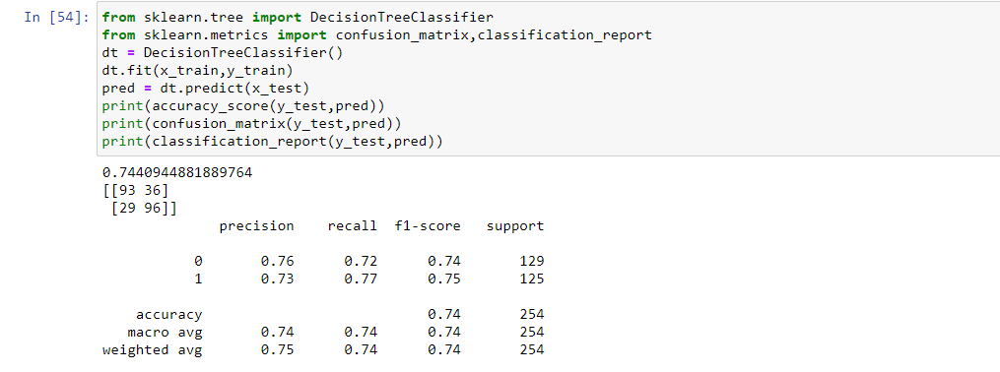 In [54]: from sklearn.tree import DecisionTreeClassifier
from sklearn.metrics import confusion_matrix,classification_report
dt = DecisionTreeClassifier()
dt.fit(x_train,y_train)
pred = dt.predict(x_test)
print(accuracy_score(y_test,pred))
print(confusion_matrix(y_test,pred))
print(classification_report(y_test,pred))
0.7440944881889764
[[93 36]
 [29 96]]
              precision    recall  f1-score   support

           0       0.76      0.72      0.74       129
           1       0.73      0.77      0.75       125

    accuracy                           0.74       254
   macro avg       0.74      0.74      0.74       254
weighted avg       0.75      0.74      0.74       254